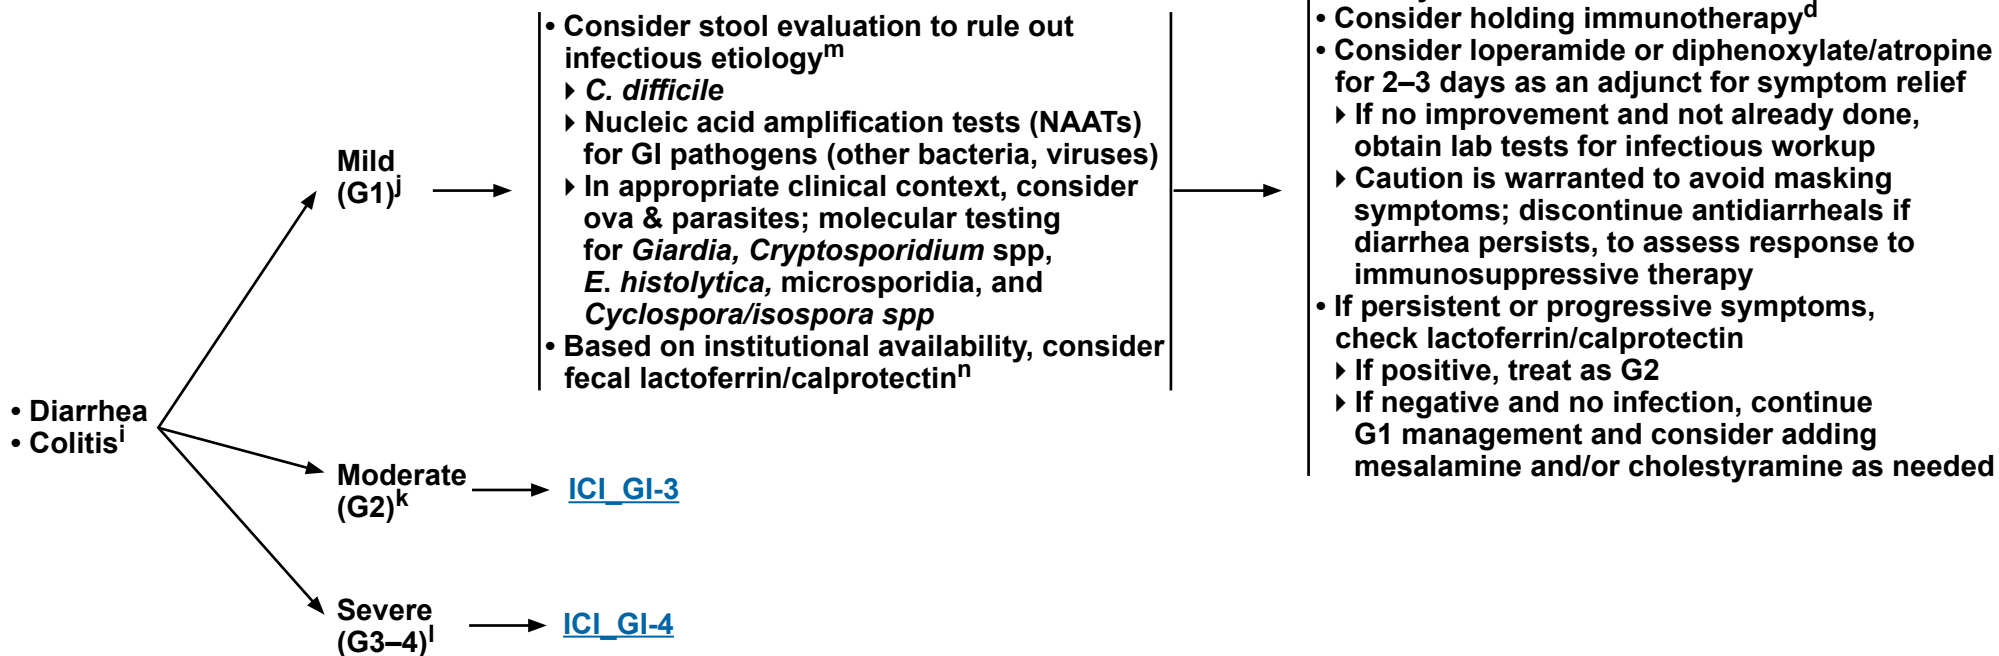 • Diarrhea
• Colitisⁱ
Mild
(G1)ʲ
• Consider stool evaluation to rule out
infectious etiologyᵐ
▸ C. difficile
▸ Nucleic acid amplification tests (NAATs)
for GI pathogens (other bacteria, viruses)
▸ In appropriate clinical context, consider
ova & parasites; molecular testing
for Giardia, Cryptosporidium spp,
E. histolytica, microsporidia, and
Cyclospora/isospora spp
• Based on institutional availability, consider
fecal lactoferrin/calprotectinⁿ
• Consider holding immunotherapyᵈ
• Consider loperamide or diphenoxylate/atropine
for 2–3 days as an adjunct for symptom relief
▸ If no improvement and not already done,
obtain lab tests for infectious workup
▸ Caution is warranted to avoid masking
symptoms; discontinue antidiarrheals if
diarrhea persists, to assess response to
immunosuppressive therapy
• If persistent or progressive symptoms,
check lactoferrin/calprotectin
▸ If positive, treat as G2
▸ If negative and no infection, continue
G1 management and consider adding
mesalamine and/or cholestyramine as needed
Moderate
(G2)ᵏ
ICI_GI-3
Severe
(G3–4)ˡ
ICI_GI-4